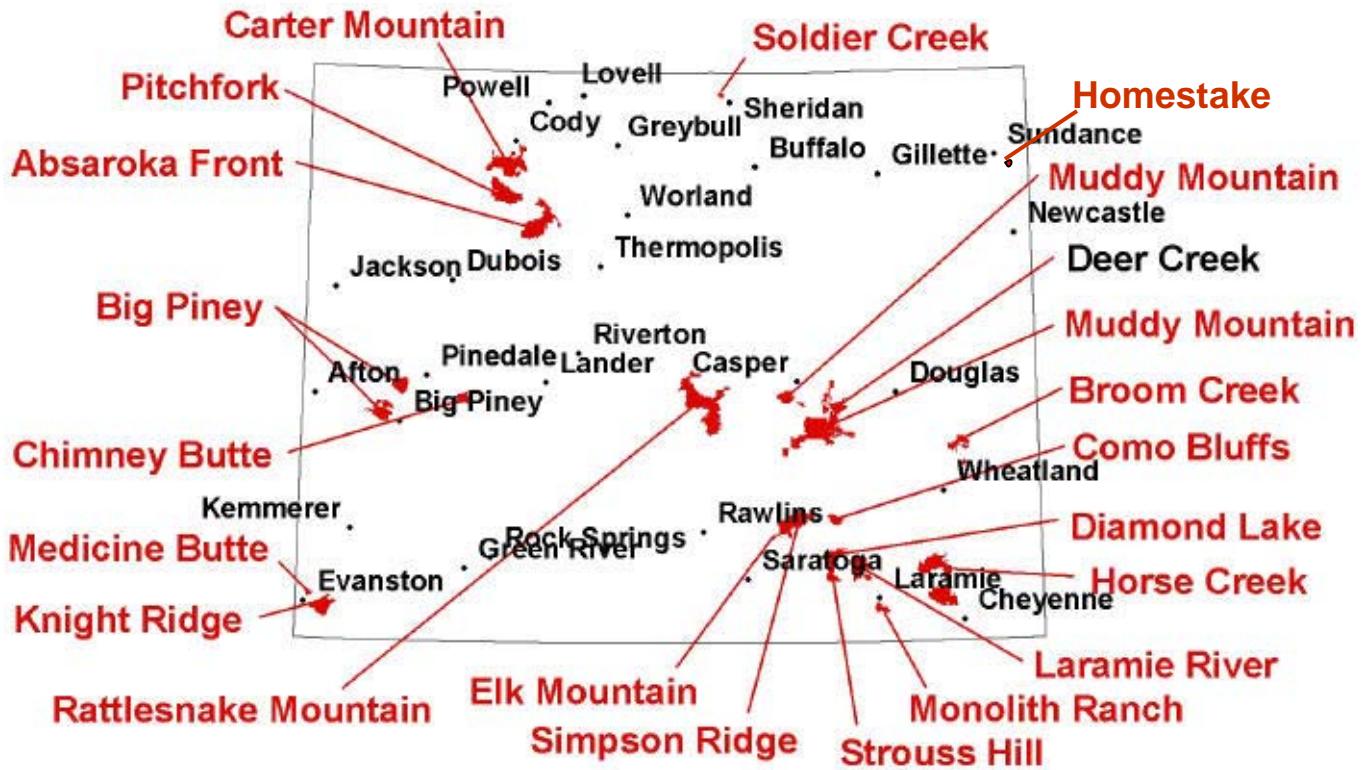 Carter Mountain
Soldier Creek
Pitchfork
Powell
Lovell
Homestake
Cody
Greybull
Sheridan
Sundance
Absaroka Front
Buffalo
Gillette
Muddy Mountain
Worland
Newcastle
Jackson
Dubois
Thermopolis
Deer Creek
Big Piney
Riverton
Muddy Mountain
Afton
Pinedale
Lander
Casper
Douglas
Big Piney
Broom Creek
Chimney Butte
Como Bluffs
Wheatland
Kemmerer
Rawlins
Rock Springs
Diamond Lake
Medicine Butte
Green River
Saratoga
Evanston
Laramie
Horse Creek
Cheyenne
Knight Ridge
Laramie River
Elk Mountain
Rattlesnake Mountain
Monolith Ranch
Simpson Ridge
Strouss Hill